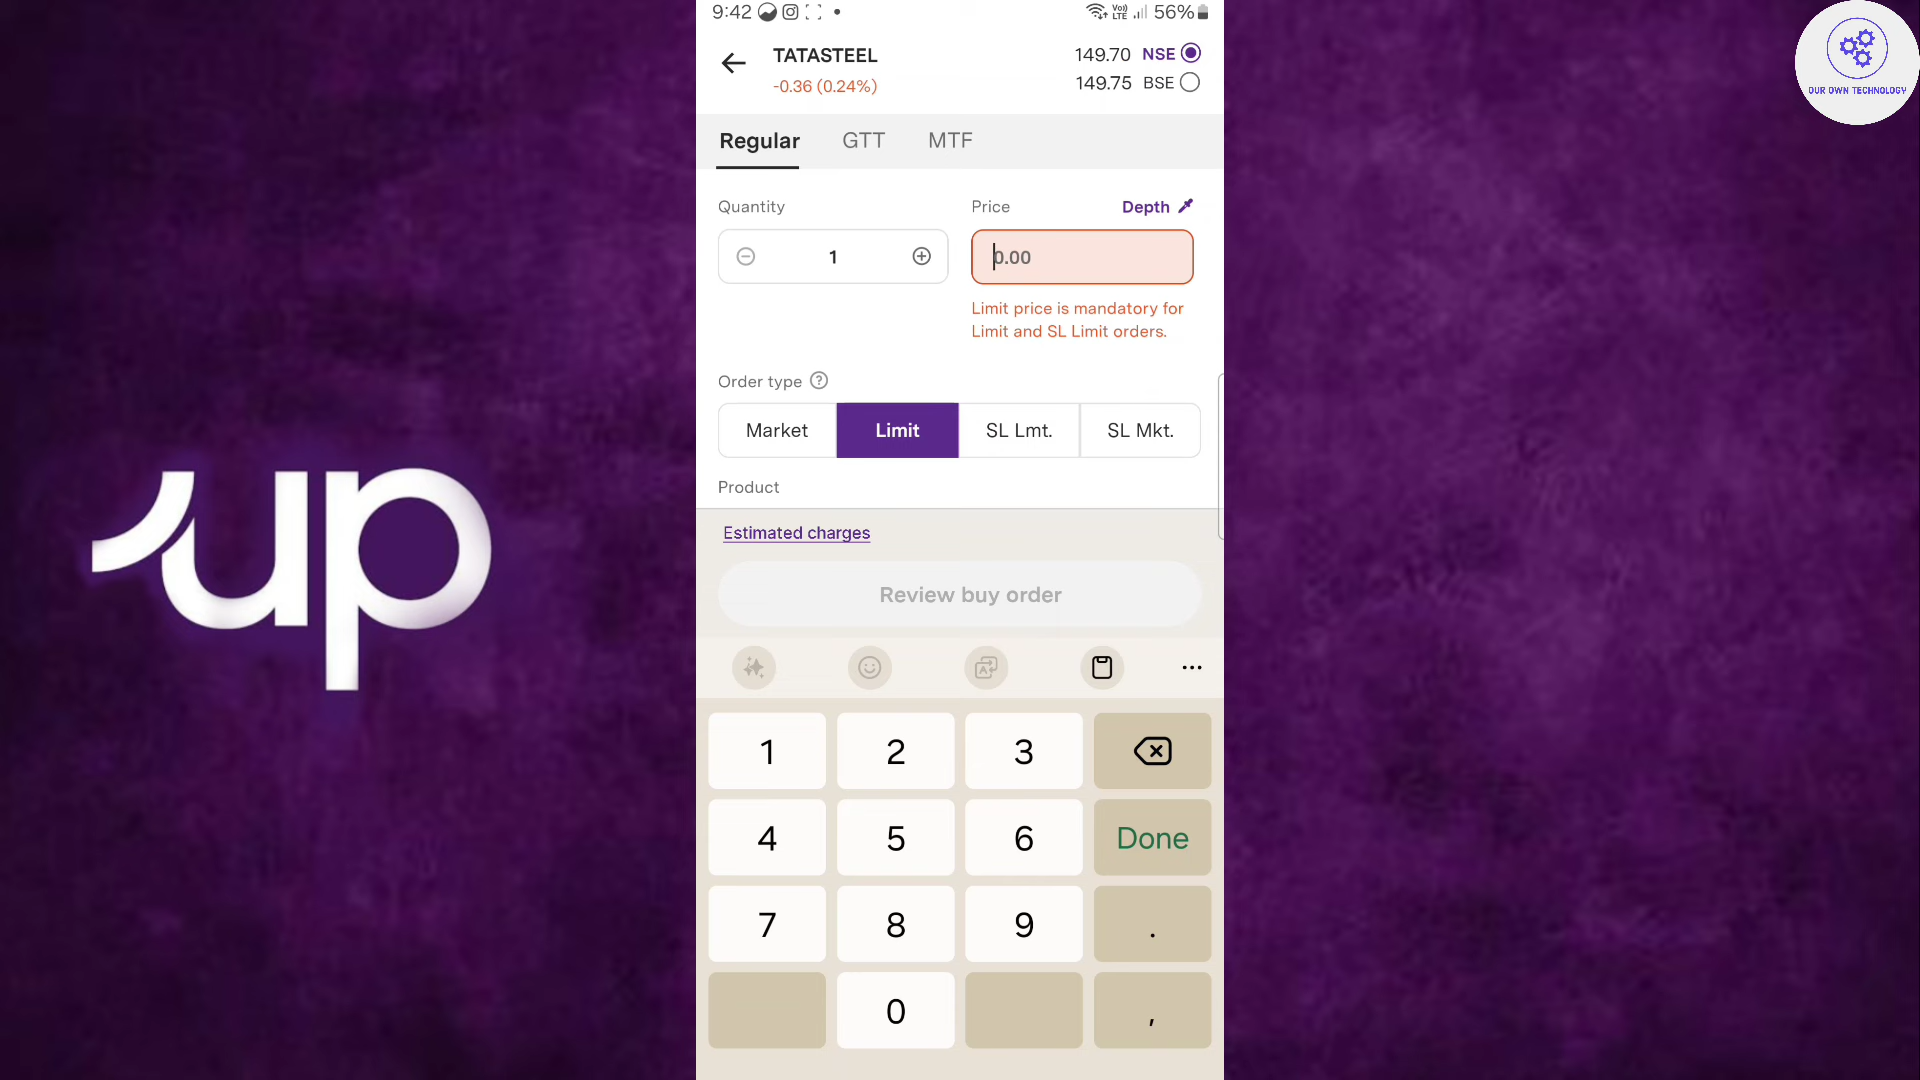 9:42
Vo) LTE 56%
TATASTEEL
149.70 NSE
-0.36 (0.24%)
149.75 BSE
OUR OWN TECHNOLOGY
Regular GTT MTF
Quantity
Price Depth
1
0.00
Limit price is mandatory for
Limit and SL Limit orders.
Order type ?
Market Limit SL Lmt. SL Mkt.
Product
up
Estimated charges
Review buy order
1 2 3
4 5 6 Done
7 8 9 .
0 ,